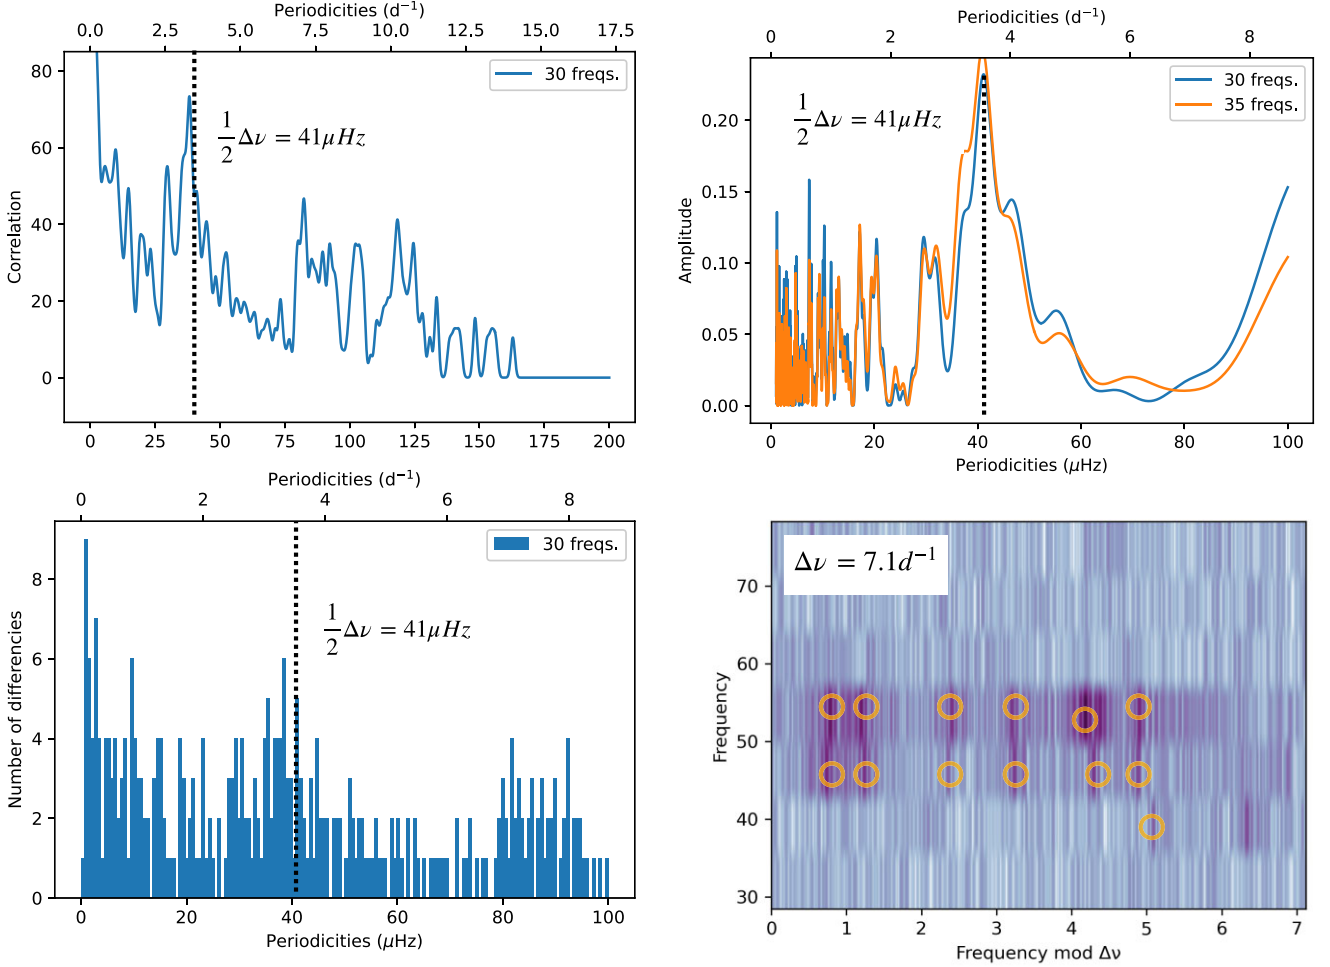 Periodicities (d⁻¹)
0.0 2.5 5.0 7.5 10.0 12.5 15.0 17.5
80
60
40
20
0
Correlation
30 freqs.
1/2 Δν = 41μHz
0 25 50 75 100 125 150 175 200
Periodicities (μHz)
Periodicities (d⁻¹)
0 2 4 6 8
0.20
0.15
0.10
0.05
0.00
Amplitude
30 freqs.
35 freqs.
1/2 Δν = 41μHz
0 20 40 60 80 100
Periodicities (μHz)
Periodicities (d⁻¹)
0 2 4 6 8
8
6
4
2
0
Number of differencies
30 freqs.
1/2 Δν = 41μHz
0 20 40 60 80 100
Periodicities (μHz)
Δν = 7.1d⁻¹
70
60
50
40
30
Frequency
0 1 2 3 4 5 6 7
Frequency mod Δν